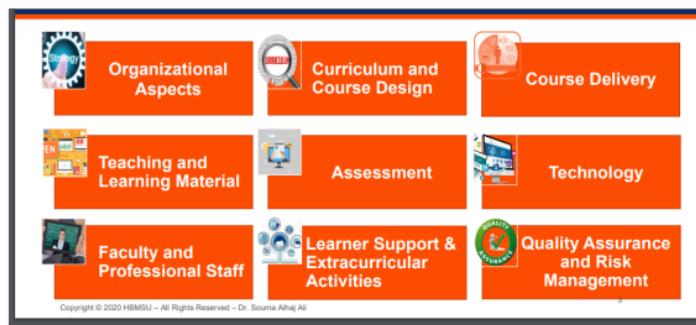 Strategy
Organizational
Aspects
CURRICULUM
Curriculum and
Course Design
Course Delivery
Teaching and
Learning Material
Assessment
Technology
Faculty and
Professional Staff
Learner Support &
Extracurricular
Activities
QUALITY
ASSURANCE
Quality Assurance
and Risk
Management
Copyright © 2020 HBMSU – All Rights Reserved – Dr. Souma Alhaj Ali